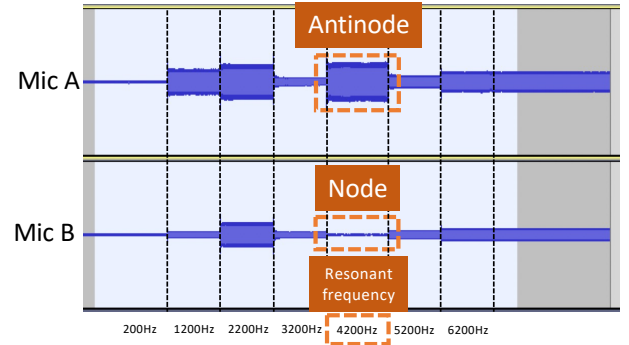 Antinode
Mic A
Node
Mic B
Resonant
frequency
200Hz 1200Hz 2200Hz 3200Hz 4200Hz 5200Hz 6200Hz